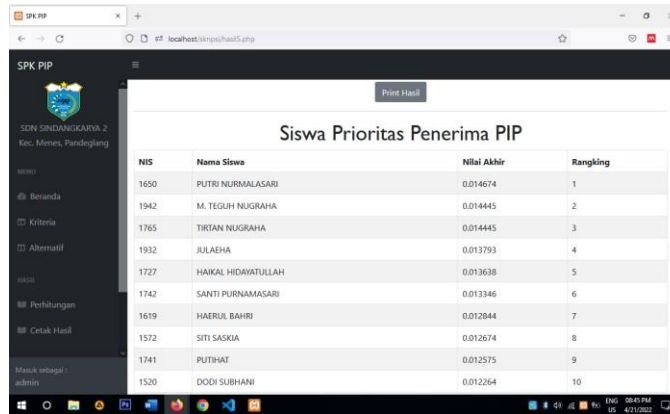 SPK PIP
localhost/skripsi/hasilS.php
SPK PIP
SDN SINDANGKARYA 2
Kec. Menes, Pandeglang
MENU
Beranda
Kriteria
Alternatif
HASIL
Perhitungan
Cetak Hasil
Masuk sebagai :
admin
Print Hasil
Siswa Prioritas Penerima PIP
NIS Nama Siswa Nilai Akhir Rangking
1650 PUTRI NURMALASARI 0.014674 1
1942 M. TEGUH NUGRAHA 0.014445 2
1765 TIRTAN NUGRAHA 0.014445 3
1932 JULAEHA 0.013793 4
1727 HAIKAL HIDAYATULLAH 0.013638 5
1742 SANTI PURNAMASARI 0.013346 6
1619 HAERUL BAHRI 0.012844 7
1572 SITI SASKIA 0.012674 8
1741 PUTIHAT 0.012575 9
1520 DODI SUBHANI 0.012264 10
ENG 08:45 PM
US 4/21/2022